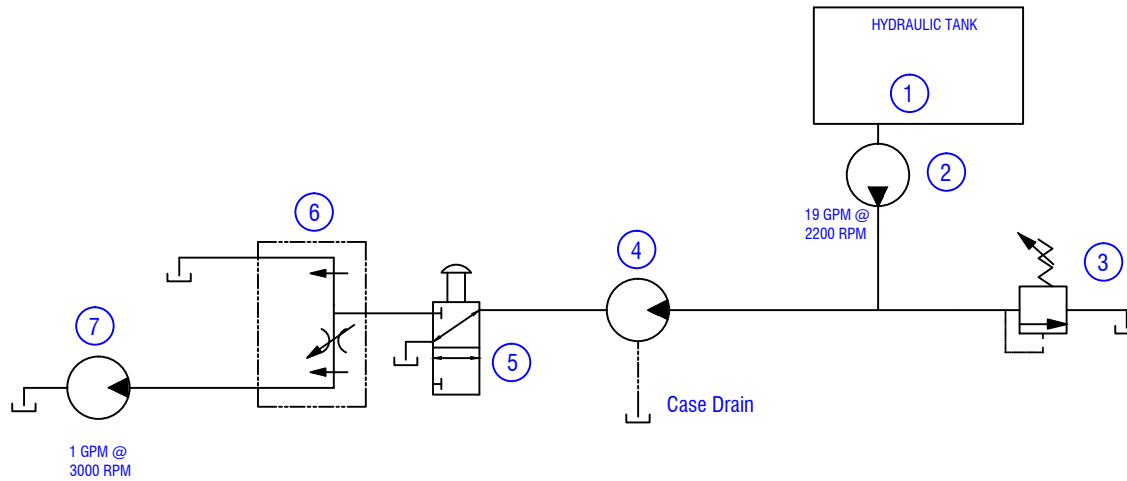 HYDRAULIC TANK
1
2
19 GPM @
2200 RPM
6
4
3
7
5
Case Drain
1 GPM @
3000 RPM